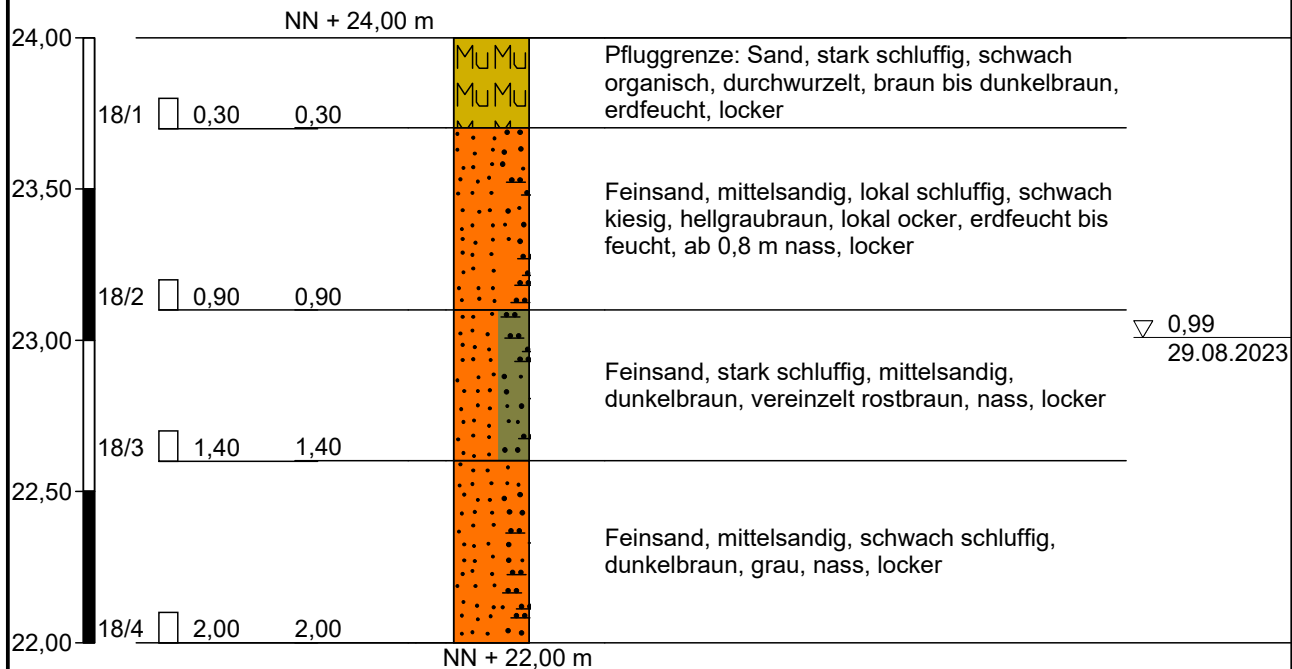 NN + 24,00 m
24,00
MuMu
MuMu
Pfluggrenze: Sand, stark schluffig, schwach
organisch, durchwurzelt, braun bis dunkelbraun,
erdfeucht, locker
18/1 0,30 0,30
23,50
Feinsand, mittelsandig, lokal schluffig, schwach
kiesig, hellgraubraun, lokal ocker, erdfeucht bis
feucht, ab 0,8 m nass, locker
18/2 0,90 0,90
23,00
0,99
29.08.2023
Feinsand, stark schluffig, mittelsandig,
dunkelbraun, vereinzelt rostbraun, nass, locker
18/3 1,40 1,40
22,50
Feinsand, mittelsandig, schwach schluffig,
dunkelbraun, grau, nass, locker
18/4 2,00 2,00
22,00
NN + 22,00 m